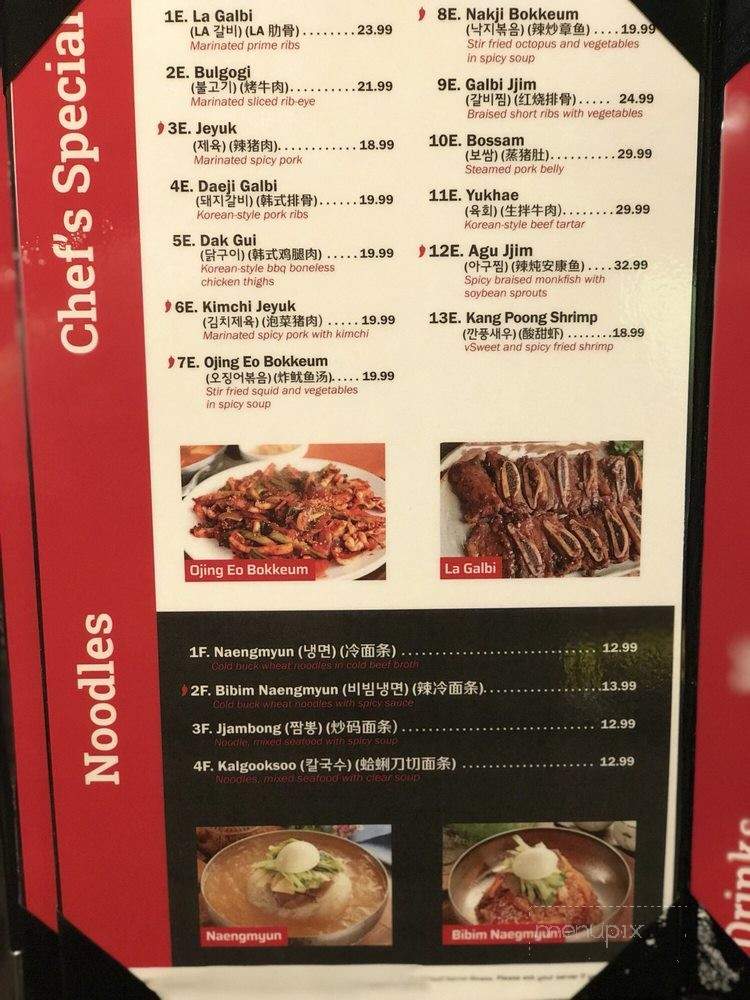 Chef's Special
1E. La Galbi
(LA 갈비) (LA 肋骨) ........ 23.99
Marinated prime ribs
2E. Bulgogi
(불고기) (烤牛肉)..........21.99
Marinated sliced rib-eye
3E. Jeyuk
(제육) (辣猪肉)........... 18.99
Marinated spicy pork
4E. Daeji Galbi
(돼지갈비) (韩式排骨)......19.99
Korean-style pork ribs
5E. Dak Gui
(닭구이) (韩式鸡腿肉) ......19.99
Korean-style bbq boneless
chicken thighs
6E. Kimchi Jeyuk
(김치제육) (泡菜猪肉) ..... 19.99
Marinated spicy pork with kimchi
7E. Ojing Eo Bokkeum
(오징어볶음) (炸鱿鱼汤)..... 19.99
Stir fried squid and vegetables
in spicy soup
8E. Nakji Bokkeum
(낙지볶음) (辣炒章鱼) ....19.99
Stir fried octopus and vegetables
in spicy soup
9E. Galbi Jjim
(갈비찜) (红烧排骨)..... 24.99
Braised short ribs with vegetables
10E. Bossam
(보쌈) (蒸猪肚)..........29.99
Steamed pork belly
11E. Yukhae
(육회) (生拌牛肉)........29.99
Korean-style beef tartar
12E. Agu Jjim
(아구찜) (辣炖安康鱼) ....32.99
Spicy braised monkfish with
soybean sprouts
13E. Kang Poong Shrimp
(깐풍새우) (酸甜虾) .......18.99
vSweet and spicy fried shrimp
Ojing Eo Bokkeum
La Galbi
Noodles
1F. Naengmyun (냉면) (冷面条) ........................... 12.99
Cold buck wheat noodles in cold beef broth
2F. Bibim Naengmyun (비빔냉면) (辣冷面条)................13.99
Cold buck wheat noodles with spicy sauce
3F. Jjambong (짬뽕) (炒码面条) ........................... 12.99
Noodle, mixed seafood with spicy soup
4F. Kalgooksoo (칼국수) (蛤蜊刀切面条) .................. 12.99
Noodles, mixed seafood with clear soup
Naengmyun
Bibim Naegmyun
menupix
Drinks